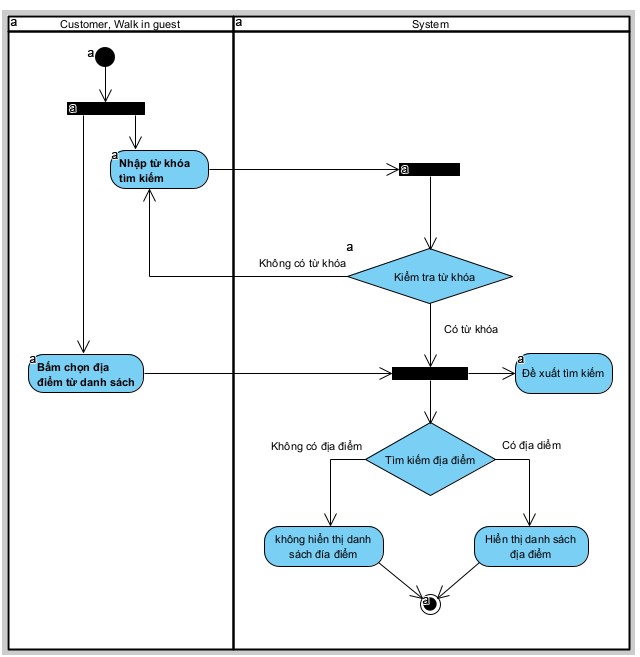 a
Customer, Walk in guest
a
System
a
a
a
Nhập từ khóa
tìm kiếm
a
a
Không có từ khóa
Kiểm tra từ khóa
Có từ khóa
a
Bấm chọn địa
điểm từ danh sách
a
Đề xuất tìm kiếm
Không có địa điểm
Có địa diểm
Tìm kiếm địa điểm
không hiển thị danh
sách đía điểm
Hiển thị danh sách
địa điểm
a